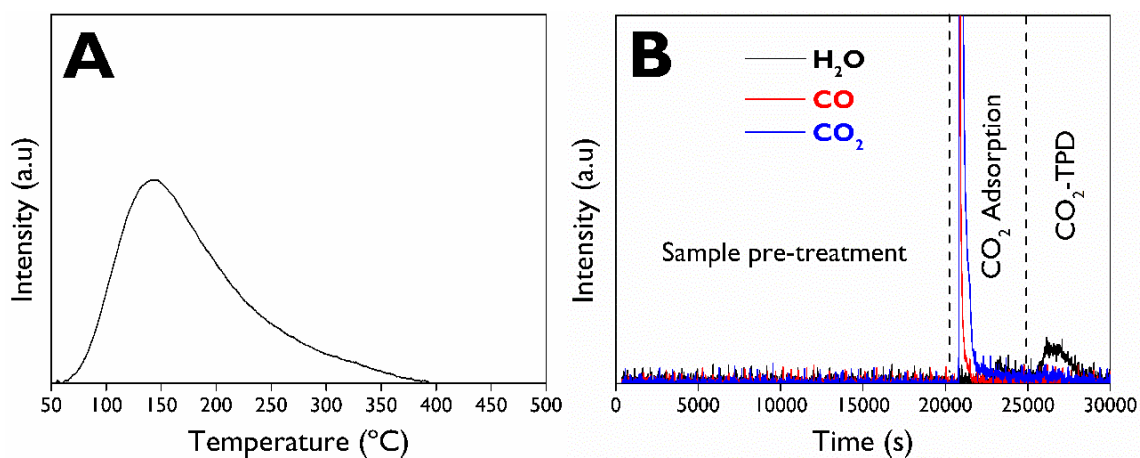 A
Intensity (a.u)
50 100 150 200 250 300 350 400 450 500
Temperature (ºC)
B
H₂O
CO
CO₂
Intensity (a.u)
Sample pre-treatment
CO₂ Adsorption
CO₂-TPD
0 5000 10000 15000 20000 25000 30000
Time (s)